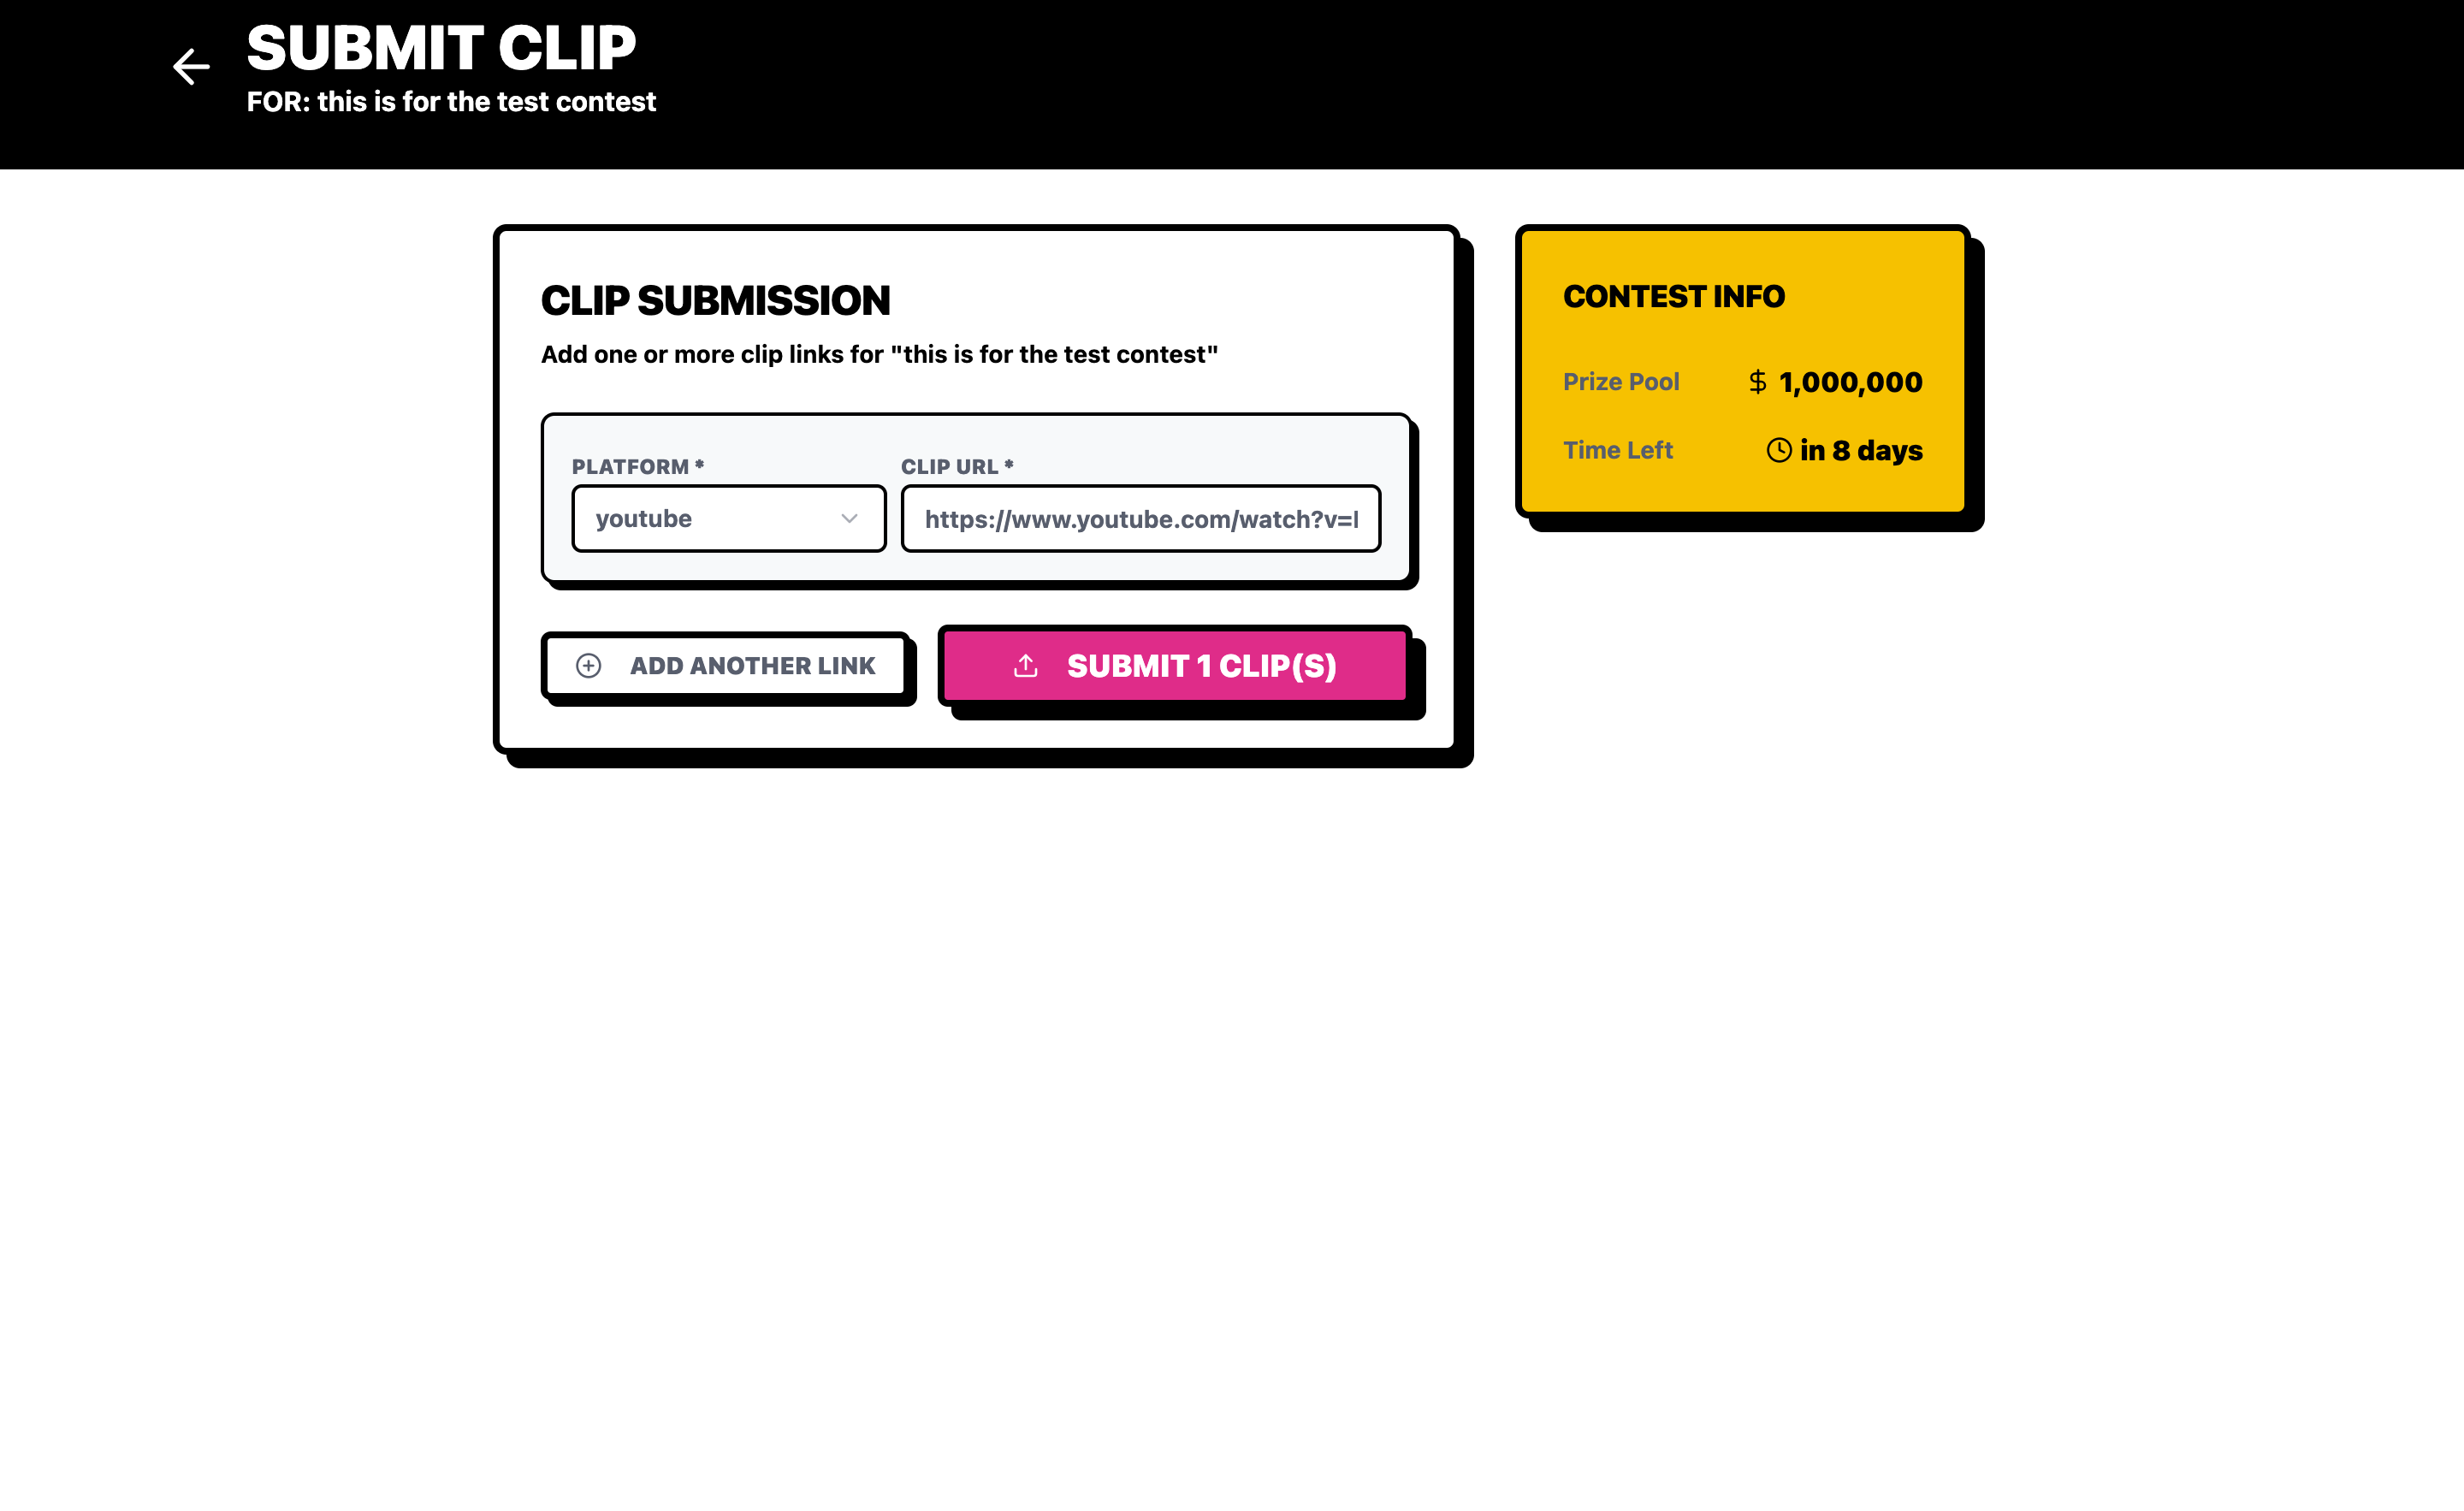 SUBMIT CLIP
FOR: this is for the test contest
CLIP SUBMISSION
Add one or more clip links for "this is for the test contest"
PLATFORM *
CLIP URL *
youtube
https://www.youtube.com/watch?v=
ADD ANOTHER LINK
SUBMIT 1 CLIP(S)
CONTEST INFO
Prize Pool
$ 1,000,000
Time Left
in 8 days